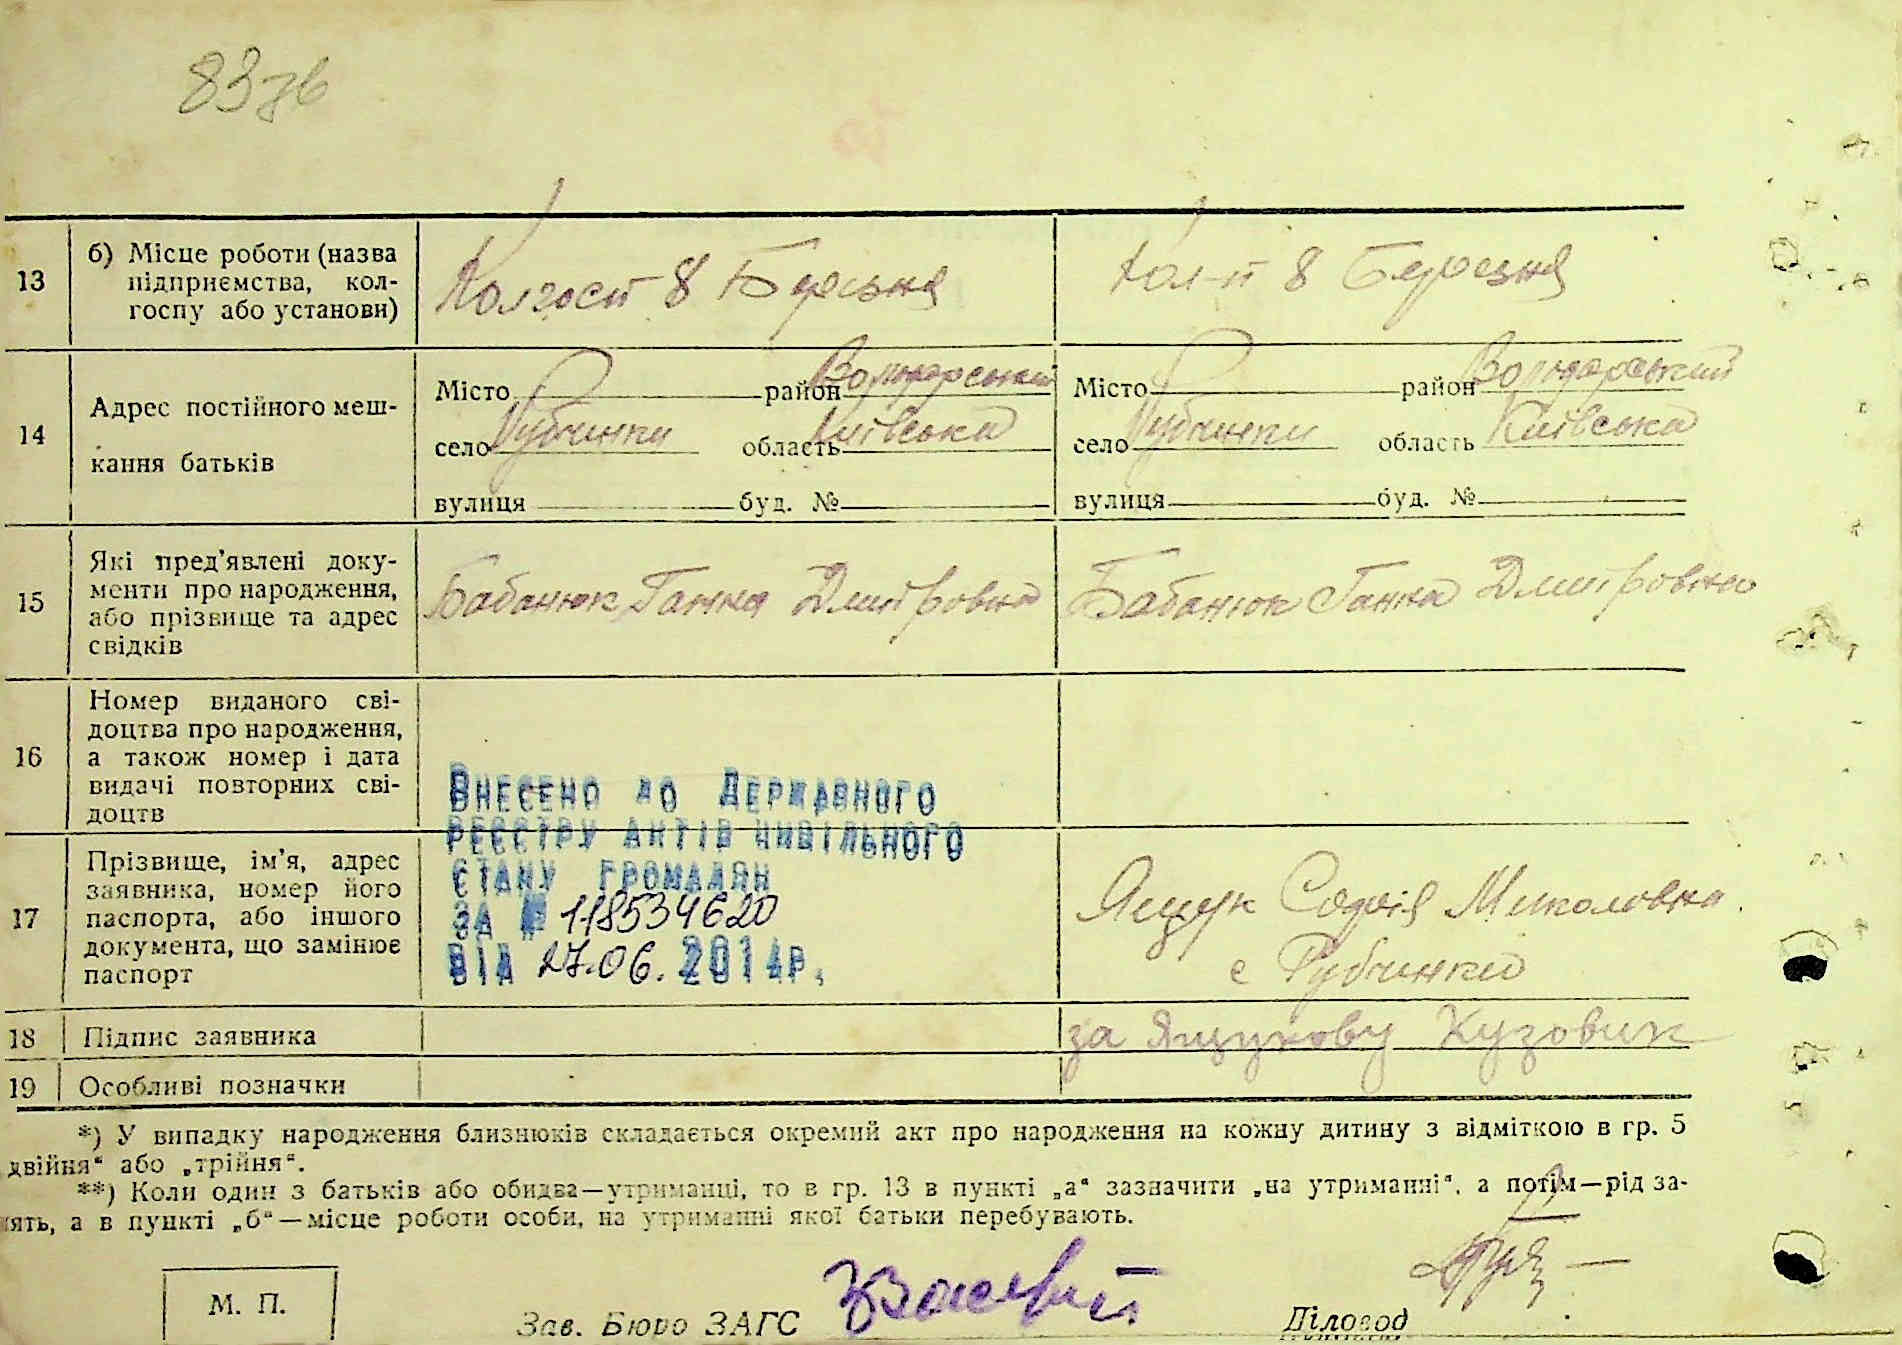 83зв
13
б) Місце роботи (назва
підприємства, кол-
госпу або установи)
Колгосп 8 Березня
Кол-п 8 Березня
14
Адрес постійного меш-
кання батьків
Місто район Володарський
село Рубчинки область Київська
вулиця буд. №
Місто район Володарський
село Рубчинки область Київська
вулиця буд. №
15
Які пред'явлені доку-
менти про народження,
або прізвище та адрес
свідків
Бабанюк Ганна Дмитровна
Бабанюк Ганна Дмитровна
16
Номер виданого сві-
доцтва про народження,
а також номер і дата
видачі повторних сві-
доцтв
Внесено до Державного
реєстру актів цивільного
стану громадян
за № 118534620
від 27.06.2014р.
17
Прізвище, ім'я, адрес
заявника, номер його
паспорта, або іншого
документа, що замінює
паспорт
Ящук Софія Миколовна
с Рубчинки
18
Підпис заявника
за Ящукову Кузовик
19
Особливі позначки
*) У випадку народження близнюків складається окремий акт про народження на кожну дитину з відміткою в гр. 5
двійня“ або „трійня“.
**) Коли один з батьків або обидва—утриманці, то в гр. 13 в пункті „а“ зазначити „на утриманні“, а потім—рід за-
нять, а в пункті „б“—місце роботи особи, на утриманні якої батьки перебувають.
М. П.
Зав. Бюро ЗАГС
Діловод